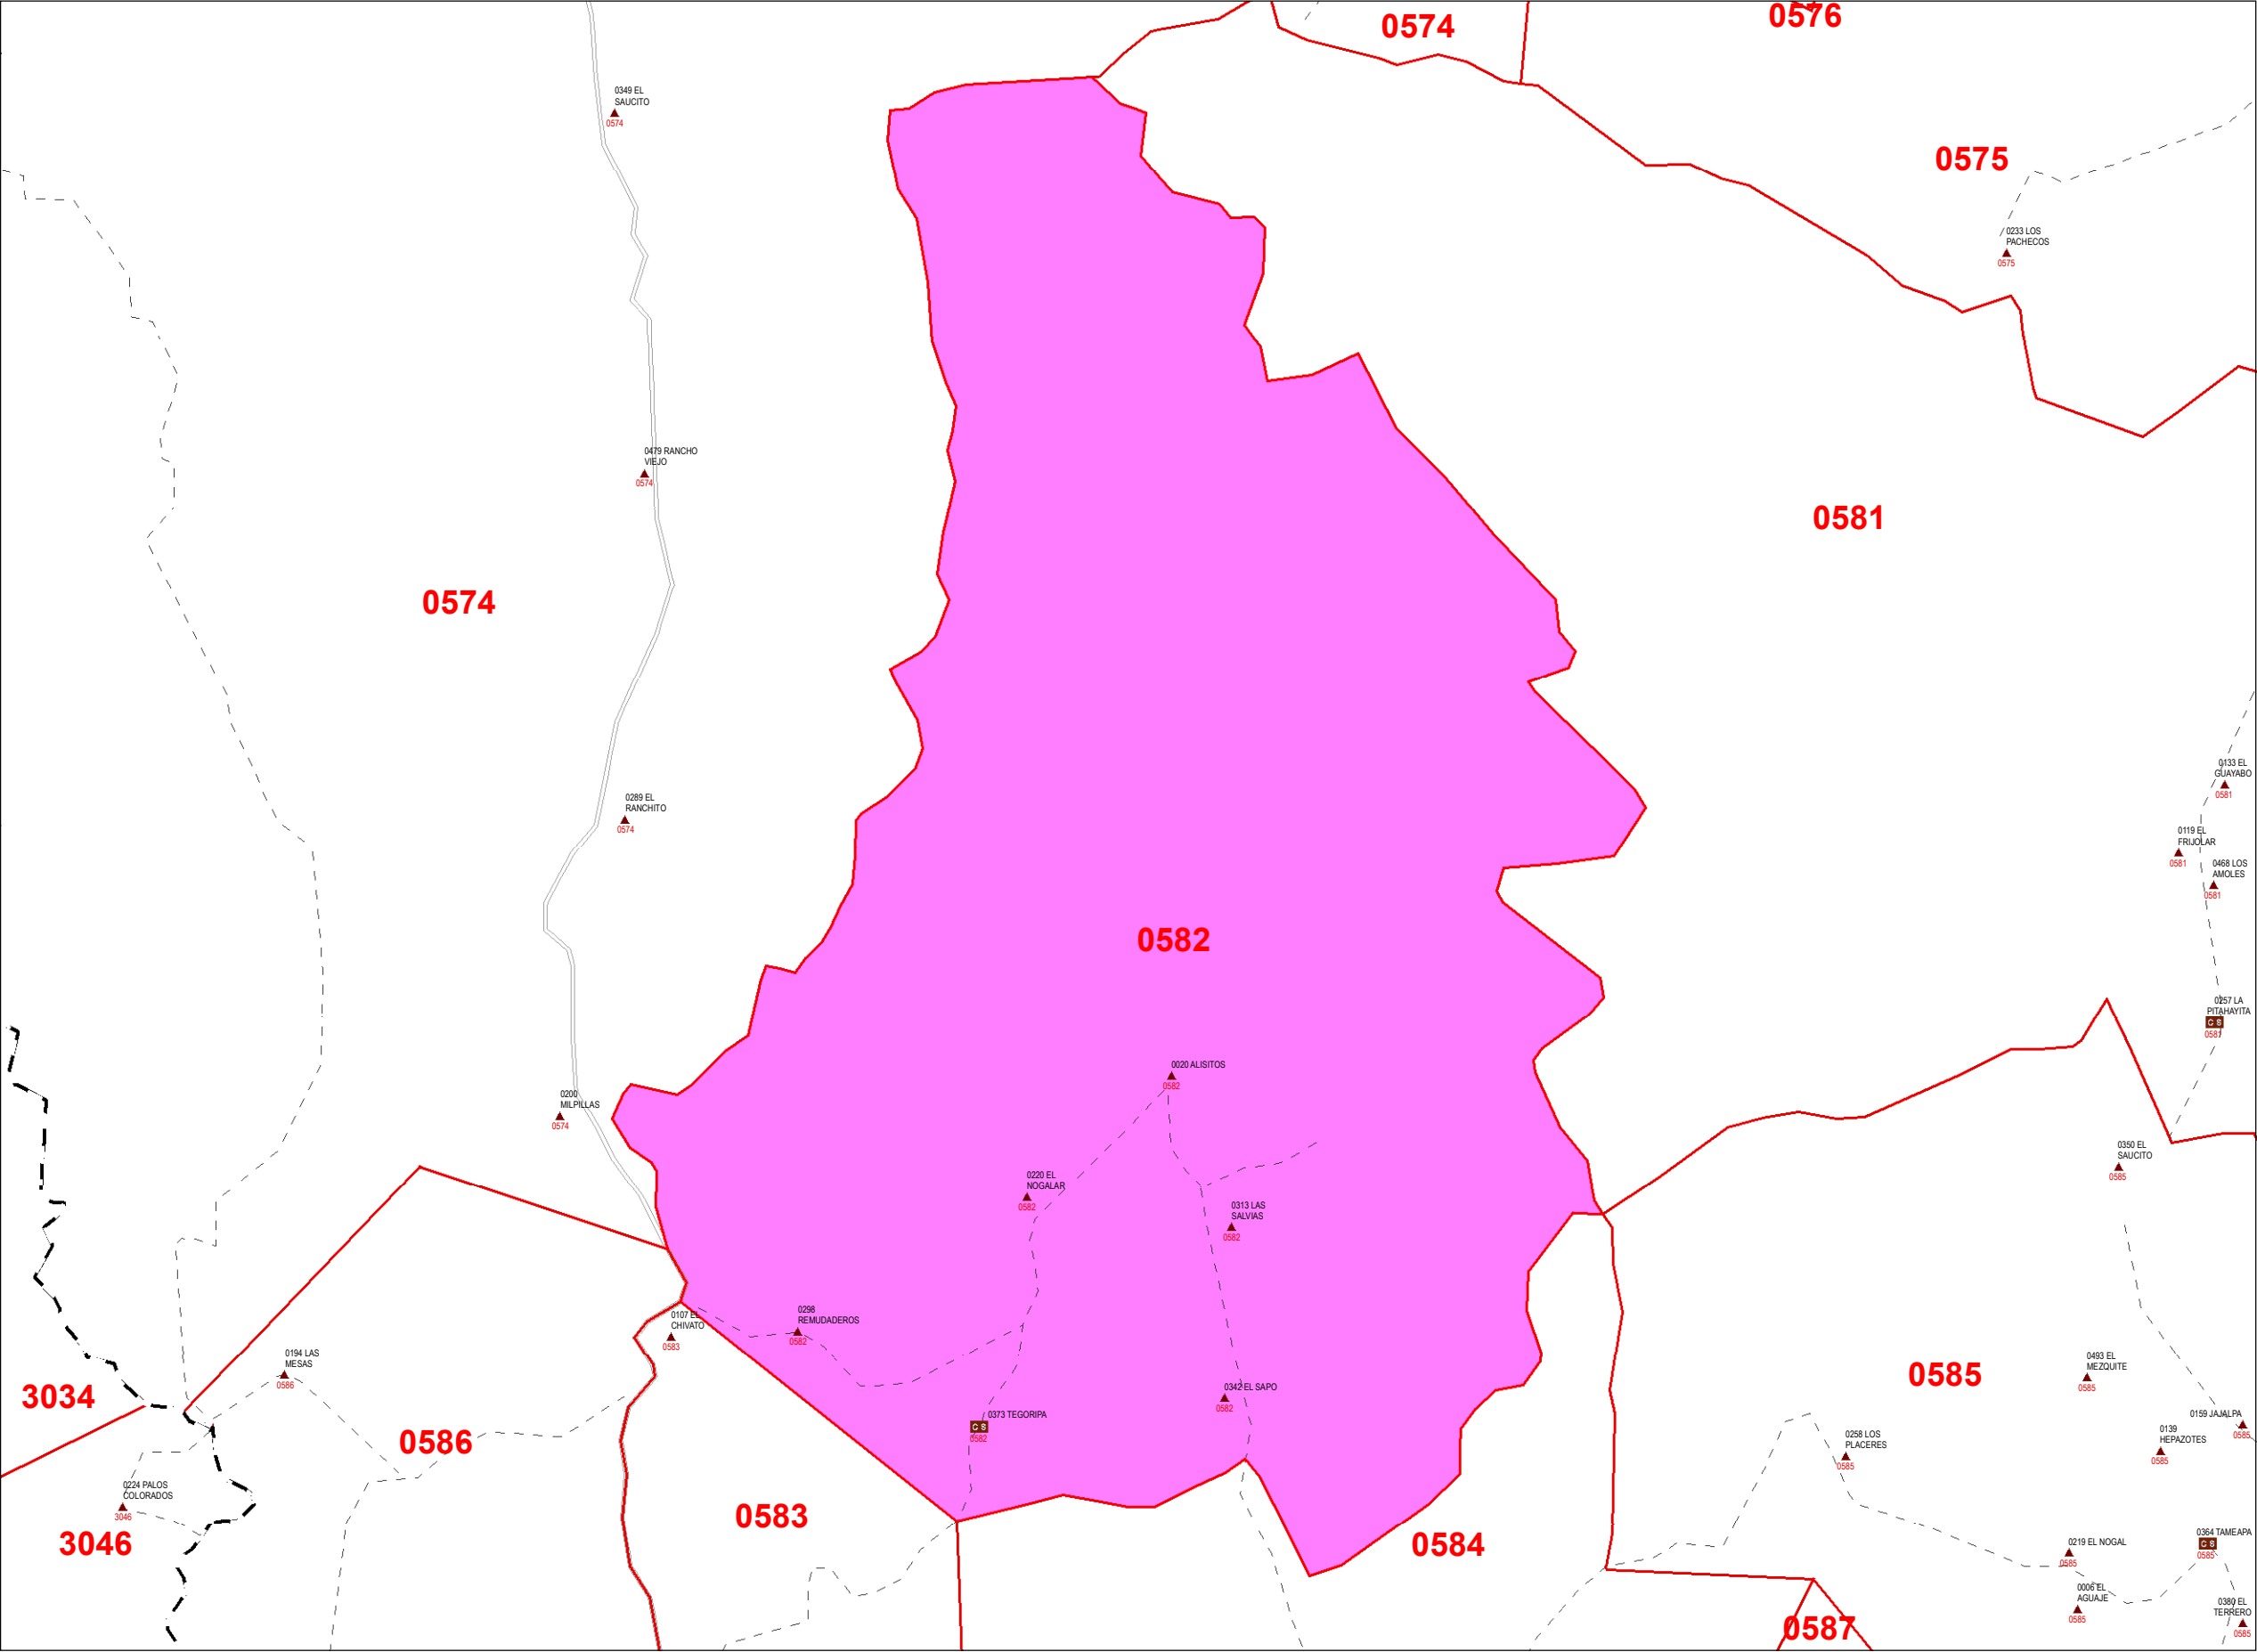 0574
0576
0349 EL
SAUCITO
0574
0575
0233 LOS
PACHECOS
0575
0479 RANCHO
VIEJO
0574
0581
0574
0133 EL
GUAYABO
0581
0289 EL
RANCHITO
0574
0119 EL
FRIJOLAR
0581
0468 LOS
AMOLES
0581
0582
0257 LA
PITAHAYITA
C S
0581
0020 ALISITOS
0582
0200
MILPILLAS
0574
0350 EL
SAUCITO
0585
0220 EL
NOGALAR
0582
0313 LAS
SALVIAS
0582
0298
REMUDADEROS
0582
0107 EL
CHIVATO
0583
0194 LAS
MESAS
0586
0493 EL
MEZQUITE
0585
0585
3034
0342 EL SAPO
0582
0373 TEGORIPA
C S
0582
0159 JAJALPA
0585
0586
0258 LOS
PLACERES
0585
0139
HEPAZOTES
0585
0224 PALOS
COLORADOS
3046
0583
3046
0584
0364 TAMEAPA
C S
0585
0219 EL NOGAL
0585
0006 EL
AGUAJE
0585
0380 EL
TERRERO
0585
0587